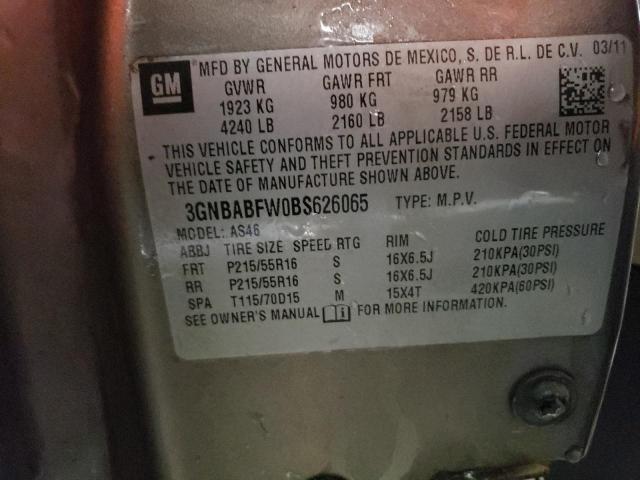 GM MFD BY GENERAL MOTORS DE MEXICO, S. DE R.L. DE C.V. 03/11
GVWR GAWR FRT GAWR RR
1923 KG 980 KG 979 KG
4240 LB 2160 LB 2158 LB
THIS VEHICLE CONFORMS TO ALL APPLICABLE U.S. FEDERAL MOTOR
VEHICLE SAFETY AND THEFT PREVENTION STANDARDS IN EFFECT ON
THE DATE OF MANUFACTURE SHOWN ABOVE.
3GNBABFW0BS626065 TYPE: M.P.V.
MODEL: AS46
ABBJ TIRE SIZE SPEED RTG RIM COLD TIRE PRESSURE
FRT P215/55R16 S 16X6.5J 210KPA(30PSI)
RR P215/55R16 S 16X6.5J 210KPA(30PSI)
SPA T115/70D15 M 15X4T 420KPA(60PSI)
SEE OWNER'S MANUAL FOR MORE INFORMATION.